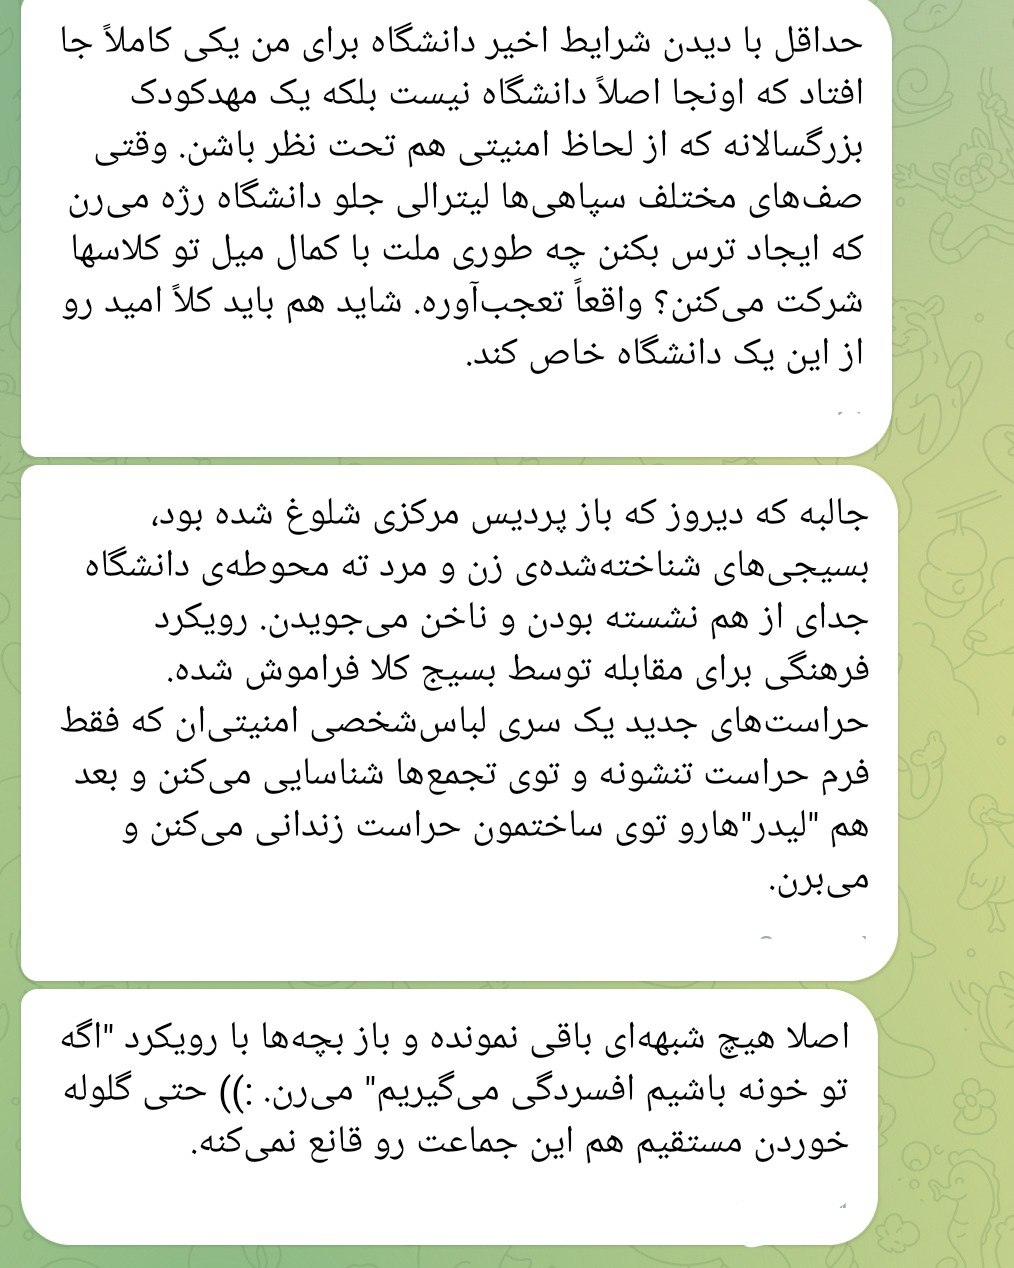 حداقل با دیدن شرایط اخیر دانشگاه برای من یکی کاملاً جا
افتاد که اونجا اصلاً دانشگاه نیست بلکه یک مهدکودک
بزرگسالانه که از لحاظ امنیتی هم تحت نظر باشن. وقتی
صف‌های مختلف سپاهی‌ها لیترالی جلو دانشگاه رژه می‌رن
که ایجاد ترس بکنن چه طوری ملت با کمال میل تو کلاسها
شرکت می‌کنن؟ واقعاً تعجب‌آوره. شاید هم باید کلاً امید رو
از این یک دانشگاه خاص کند.
جالبه که دیروز که باز پردیس مرکزی شلوغ شده بود،
بسیجی‌های شناخته‌شده‌ی زن و مرد ته محوطه‌ی دانشگاه
جدای از هم نشسته بودن و ناخن می‌جویدن. رویکرد
فرهنگی برای مقابله توسط بسیج کلا فراموش شده.
حراست‌های جدید یک سری لباس‌شخصی امنیتی‌ان که فقط
فرم حراست تنشونه و توی تجمع‌ها شناسایی می‌کنن و بعد
هم "لیدر"هارو توی ساختمون حراست زندانی می‌کنن و
می‌برن.
اصلا هیچ شبهه‌ای باقی نمونده و باز بچه‌ها با رویکرد "اگه
تو خونه باشیم افسردگی می‌گیریم" می‌رن. :)) حتی گلوله
خوردن مستقیم هم این جماعت رو قانع نمی‌کنه.